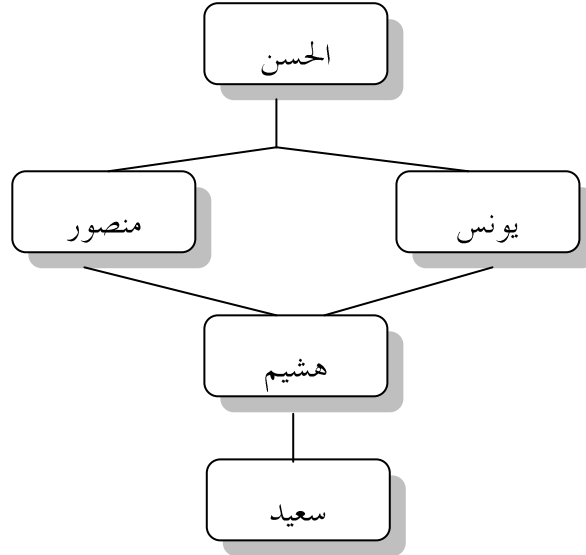 الحسن
يونس
منصور
هشيم
سعيد